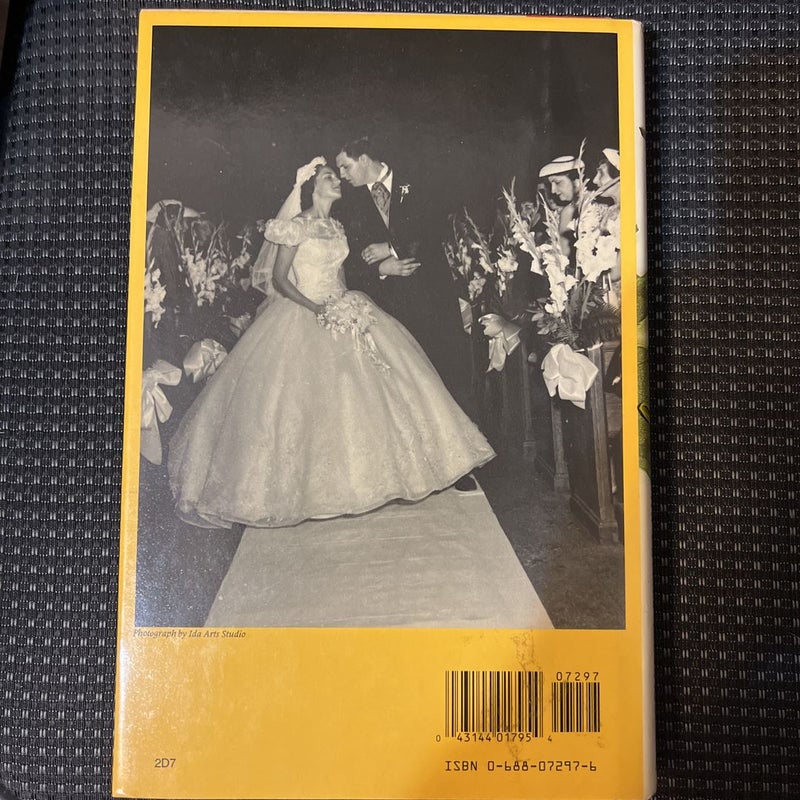 Photograph by Ida Arts Studio
07297
0 43144 01795 4
2D7
ISBN 0-688-07297-6